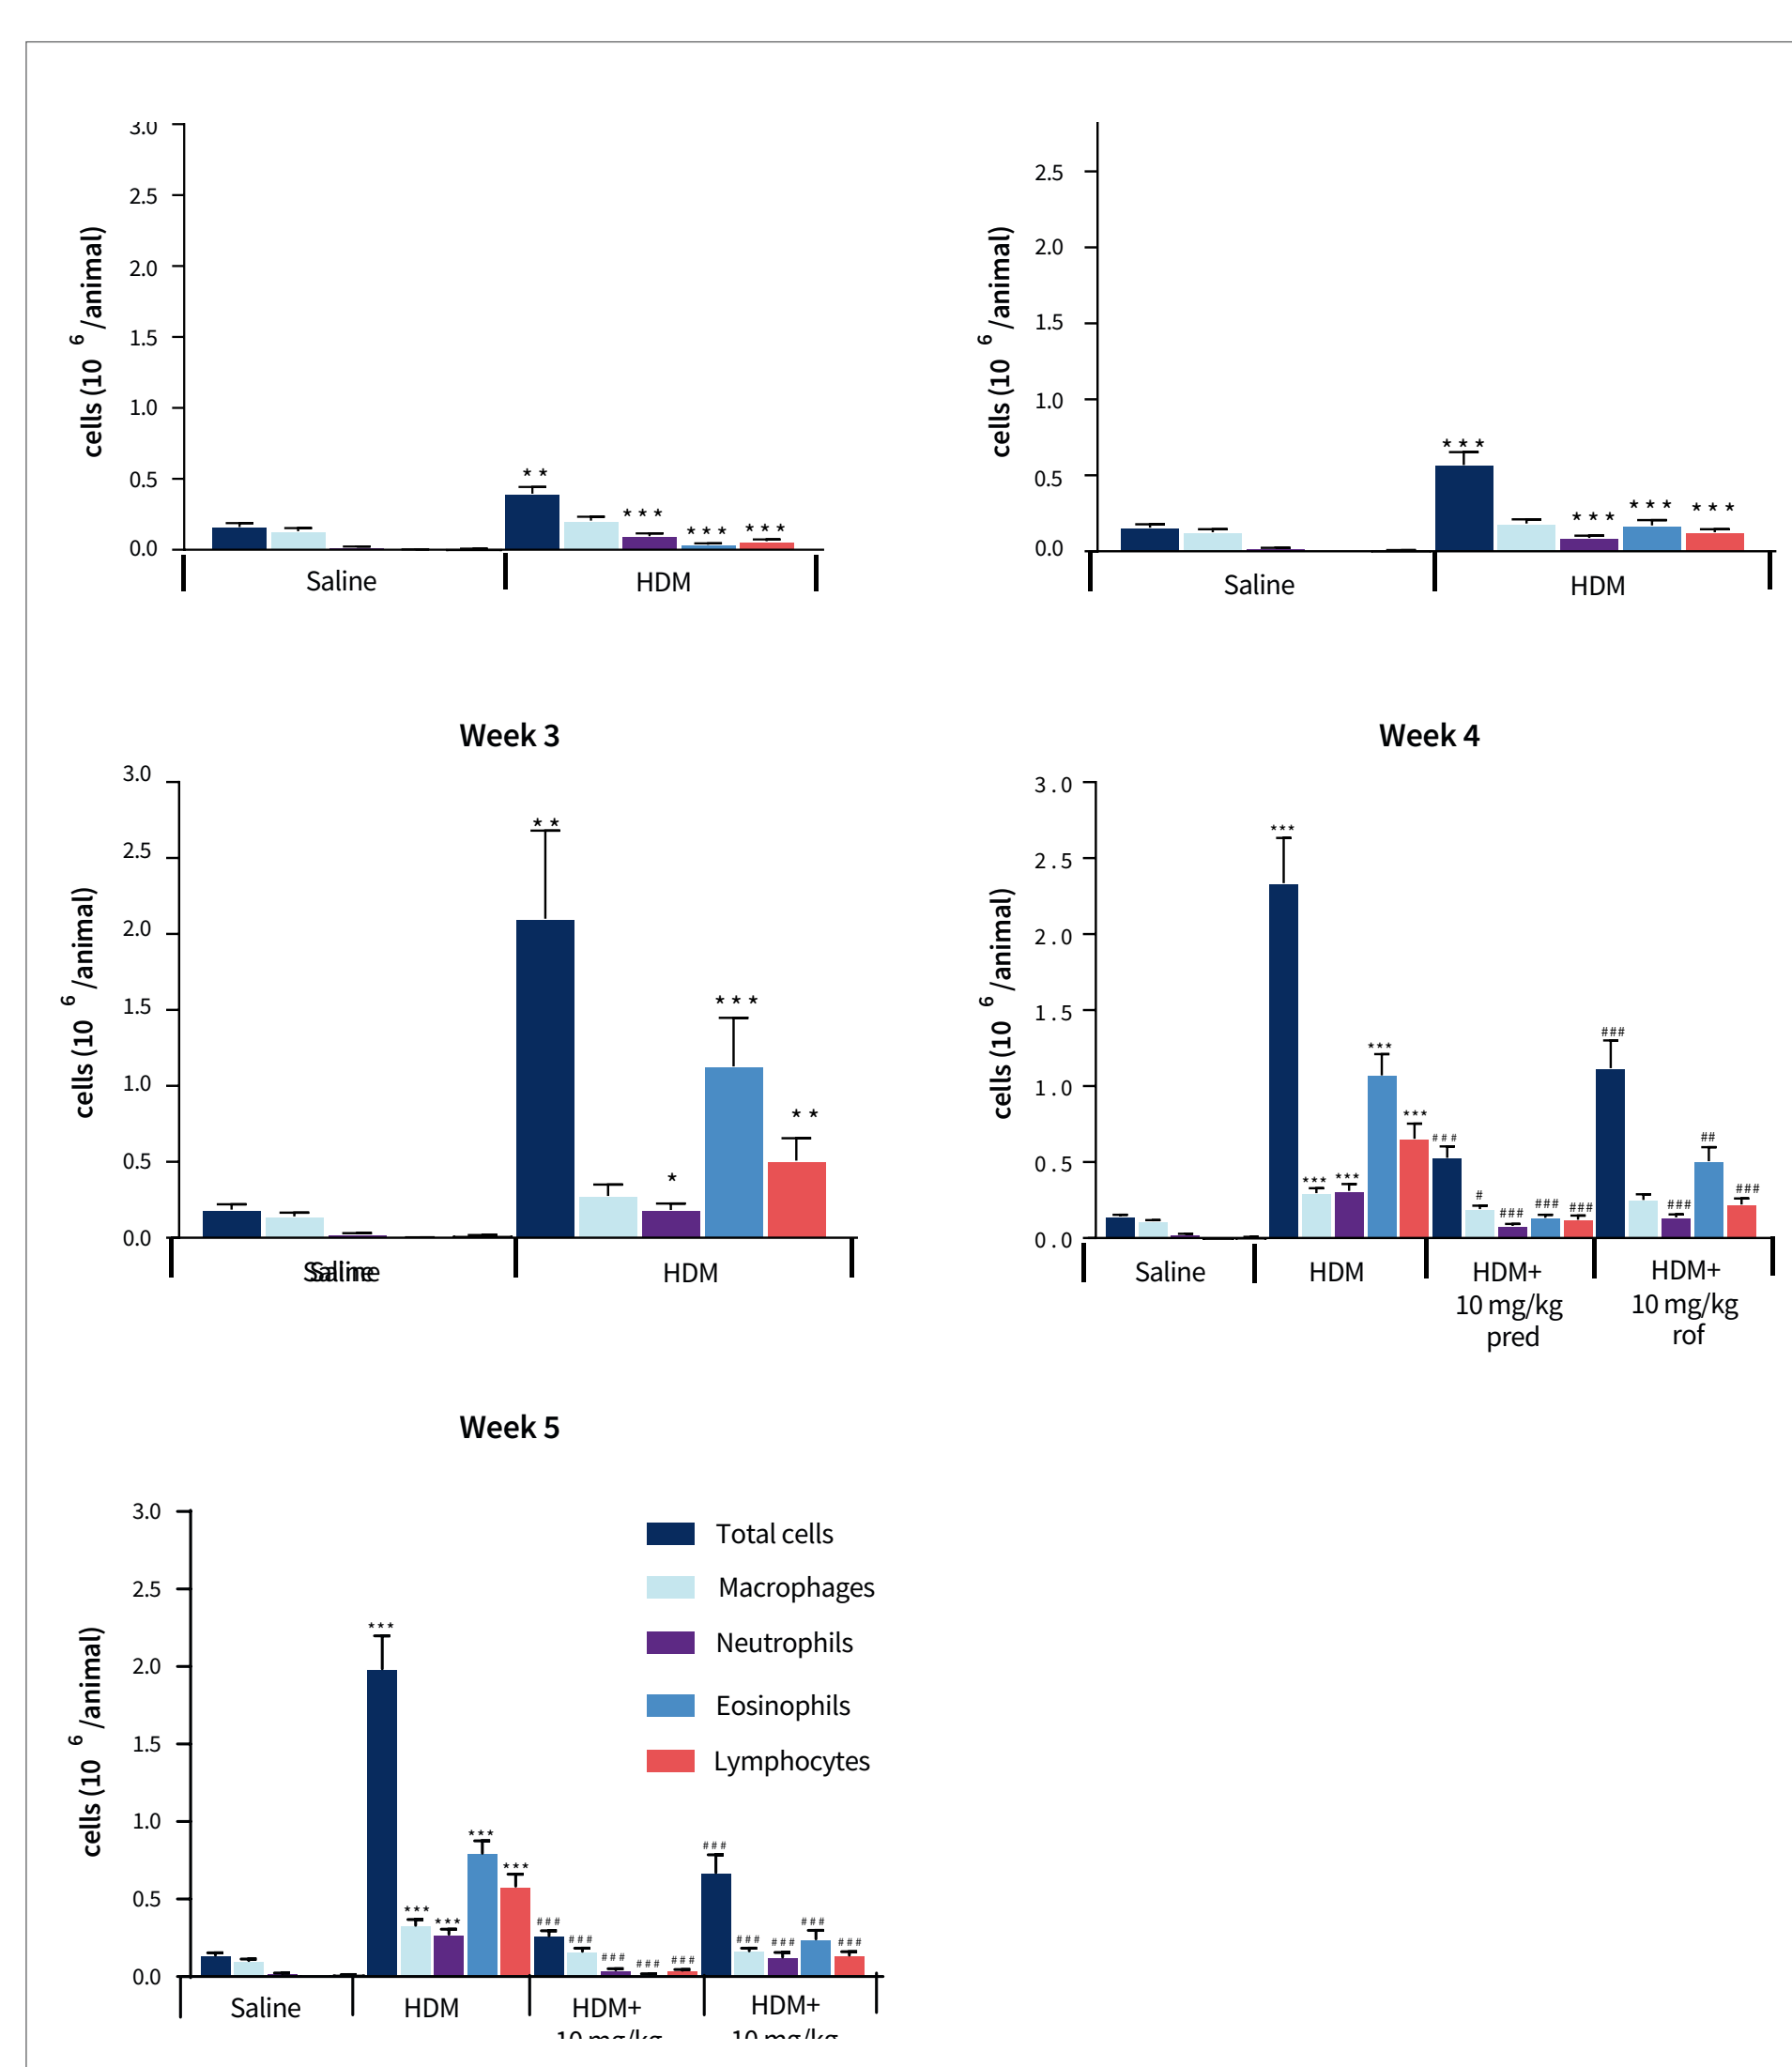 3.0
2.5
2.0
1.5
1.0
0.5
0.0
cells (10 6 /animal)
** *** *** ***
Saline HDM
2.5
2.0
1.5
1.0
0.5
0.0
cells (10 6 /animal)
*** *** *** ***
Saline HDM
Week 3
3.0
2.5
2.0
1.5
1.0
0.5
0.0
cells (10 6 /animal)
** * *** **
Saline HDM
Week 4
3.0
2.5
2.0
1.5
1.0
0.5
0.0
cells (10 6 /animal)
*** *** *** *** ***
### # ### ### ###
### ### ## ###
Saline HDM HDM+ HDM+
10 mg/kg 10 mg/kg
pred rof
Week 5
3.0
2.5
2.0
1.5
1.0
0.5
0.0
cells (10 6 /animal)
Total cells
Macrophages
Neutrophils
Eosinophils
Lymphocytes
*** *** *** *** ***
### ### ### ### ###
### ### ### ### ###
Saline HDM HDM+ HDM+
10 mg/kg 10 mg/kg